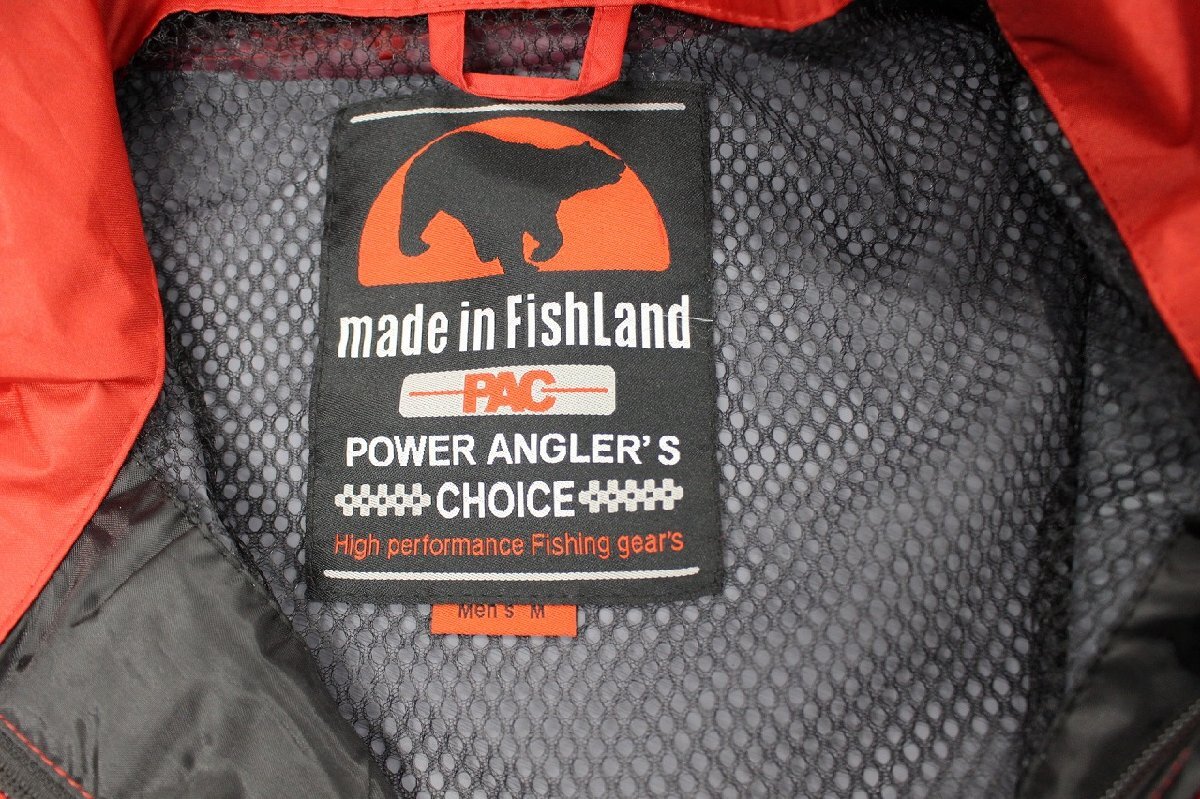 made in FishLand
PAC
POWER ANGLER'S
CHOICE
High performance Fishing gear's
Men's M